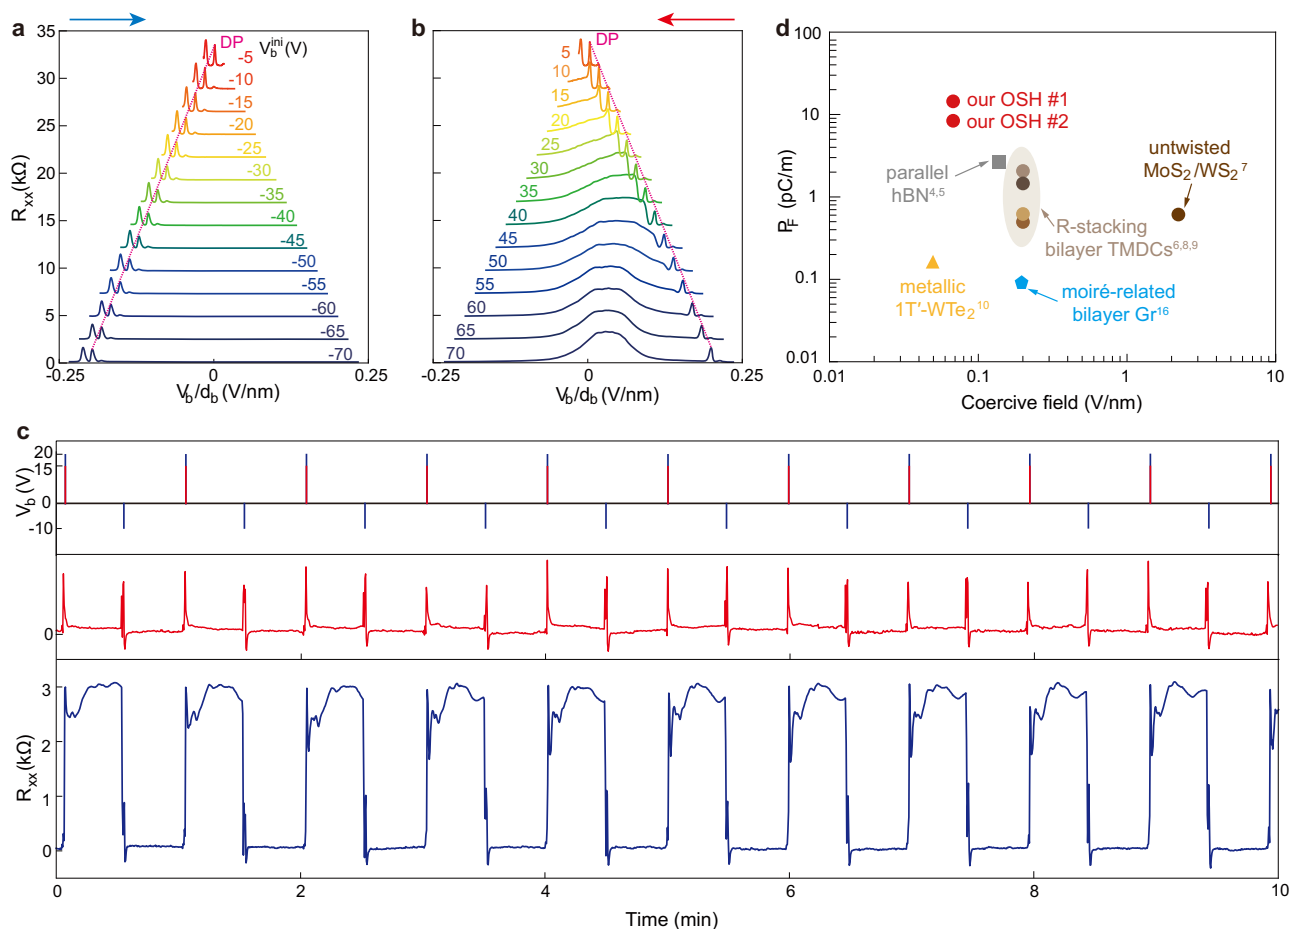 a
DP
V_b^ini(V)
-5
-10
-15
-20
-25
-30
-35
-40
-45
-50
-55
-60
-65
-70
35
30
25
20
15
10
5
0
R_xx(kΩ)
-0.25
0
0.25
V_b/d_b (V/nm)
b
DP
5
10
15
20
25
30
35
40
45
50
55
60
65
70
-0.25
0
0.25
V_b/d_b (V/nm)
d
100
10
1
0.1
0.01
P_F (pC/m)
our OSH #1
our OSH #2
parallel
hBN^4,5
untwisted
MoS_2/WS_2^7
R-stacking
bilayer TMDCs^6,8,9
metallic
1T′-WTe_2^10
moiré-related
bilayer Gr^16
0.01
0.1
1
10
Coercive field (V/nm)
c
20
15
0
-10
V_b (V)
0
3
2
1
0
R_xx (kΩ)
0
2
4
6
8
10
Time (min)